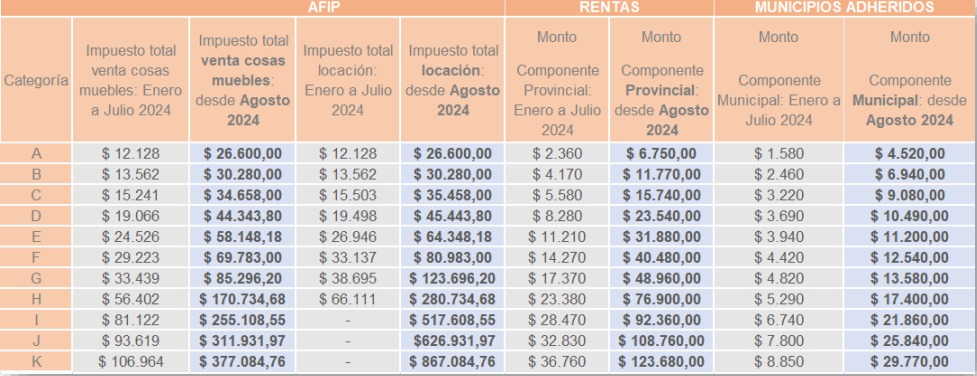 AFIP RENTAS MUNICIPIOS ADHERIDOS
Categoría
Impuesto total
venta cosas
muebles: Enero
a Julio 2024
Impuesto total
venta cosas
muebles:
desde Agosto
2024
Impuesto total
locación:
Enero a Julio
2024
Impuesto total
locación:
desde Agosto
2024
Monto
Componente
Provincial:
Enero a Julio
2024
Monto
Componente
Provincial:
desde Agosto
2024
Monto
Componente
Municipal: Enero a
Julio 2024
Monto
Componente
Municipal: desde
Agosto 2024
A $ 12.128 $ 26.600,00 $ 12.128 $ 26.600,00 $ 2.360 $ 6.750,00 $ 1.580 $ 4.520,00
B $ 13.562 $ 30.280,00 $ 13.562 $ 30.280,00 $ 4.170 $ 11.770,00 $ 2.460 $ 6.940,00
C $ 15.241 $ 34.658,00 $ 15.503 $ 35.458,00 $ 5.580 $ 15.740,00 $ 3.220 $ 9.080,00
D $ 19.066 $ 44.343,80 $ 19.498 $ 45.443,80 $ 8.280 $ 23.540,00 $ 3.690 $ 10.490,00
E $ 24.526 $ 58.148,18 $ 26.946 $ 64.348,18 $ 11.210 $ 31.880,00 $ 3.940 $ 11.200,00
F $ 29.223 $ 69.783,00 $ 33.137 $ 80.983,00 $ 14.270 $ 40.480,00 $ 4.420 $ 12.540,00
G $ 33.439 $ 85.296,20 $ 38.695 $ 123.696,20 $ 17.370 $ 48.960,00 $ 4.820 $ 13.580,00
H $ 56.402 $ 170.734,68 $ 66.111 $ 280.734,68 $ 23.380 $ 76.900,00 $ 5.290 $ 17.400,00
I $ 81.122 $ 255.108,55 - $ 517.608,55 $ 28.470 $ 92.360,00 $ 6.740 $ 21.860,00
J $ 93.619 $ 311.931,97 - $626.931,97 $ 32.830 $ 108.760,00 $ 7.800 $ 25.840,00
K $ 106.964 $ 377.084,76 - $ 867.084,76 $ 36.760 $ 123.680,00 $ 8.850 $ 29.770,00